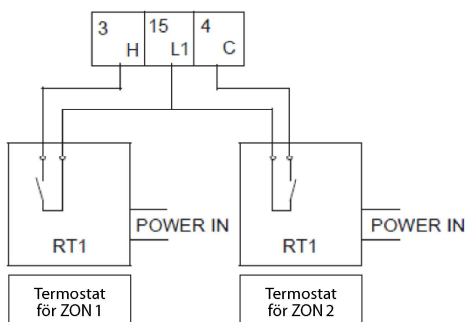 3 15 4
H L1 C
POWER IN POWER IN
RT1 RT1
Termostat
för ZON 1
Termostat
för ZON 2